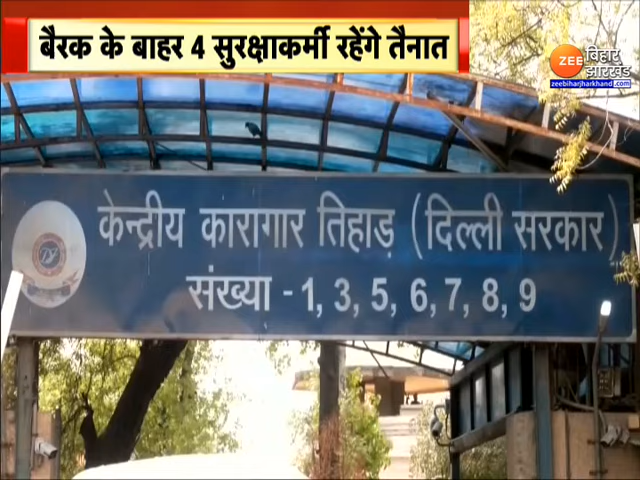 बैरक के बाहर 4 सुरक्षाकर्मी रहेंगे तैनात
ZEE बिहार झारखंड
zeebiharjharkhand.com
केन्द्रीय कारागार तिहाड़ (दिल्ली सरकार)
संख्या - 1, 3, 5, 6, 7, 8, 9